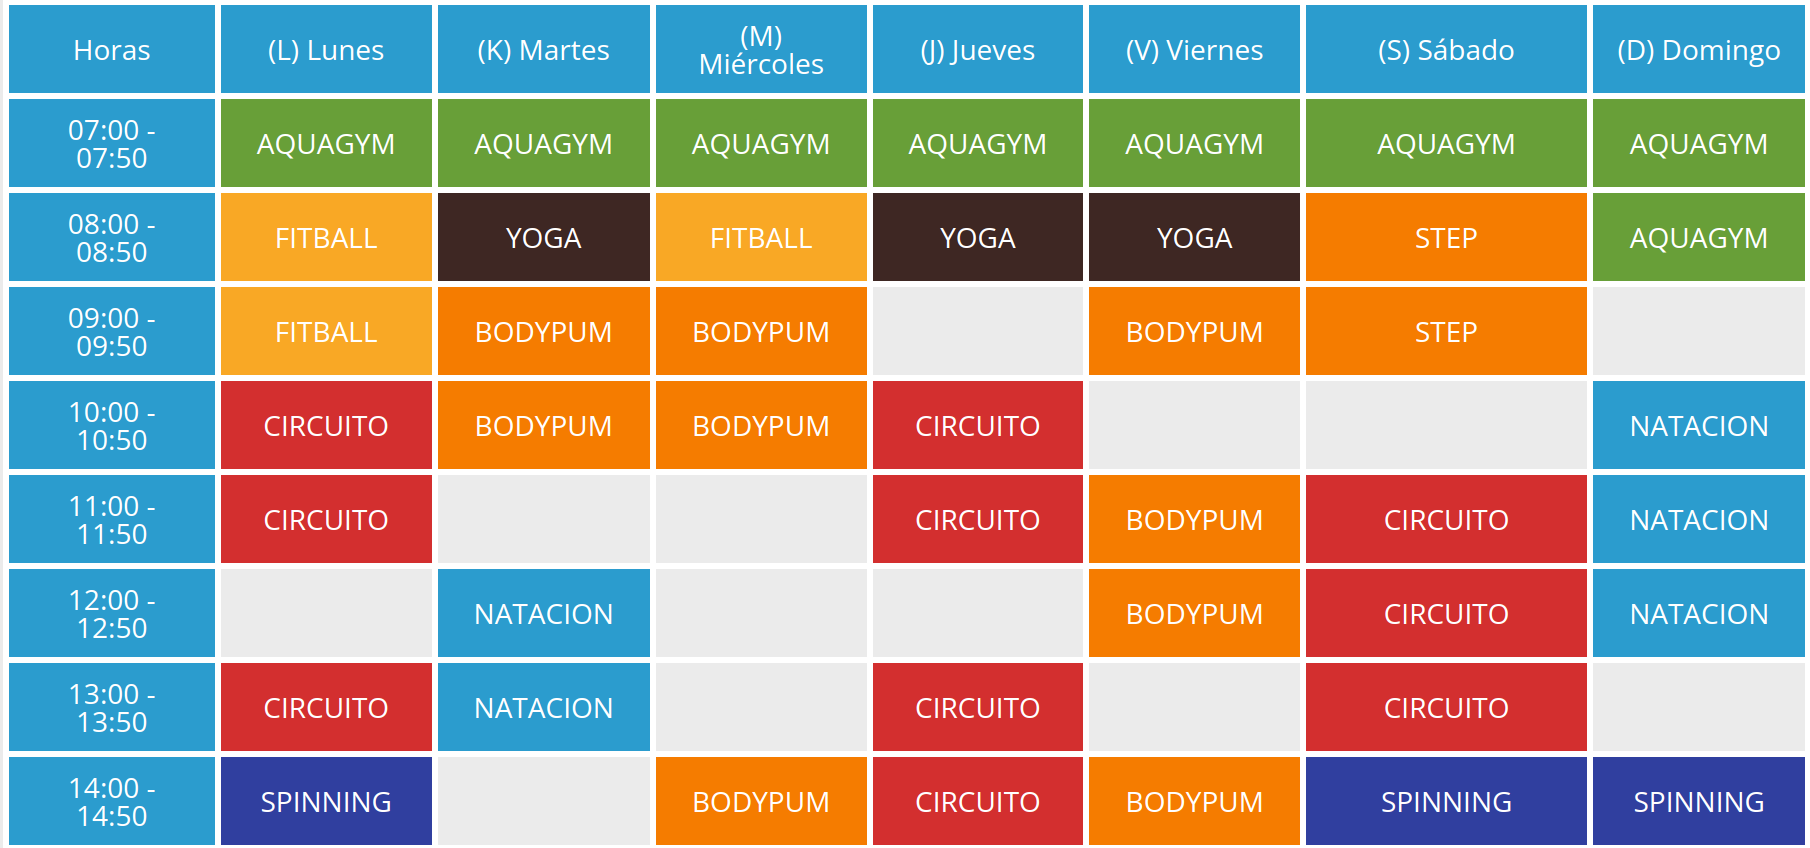 Horas (L) Lunes (K) Martes (M) Miércoles (J) Jueves (V) Viernes (S) Sábado (D) Domingo
07:00 - 07:50 AQUAGYM AQUAGYM AQUAGYM AQUAGYM AQUAGYM AQUAGYM AQUAGYM
08:00 - 08:50 FITBALL YOGA FITBALL YOGA YOGA STEP AQUAGYM
09:00 - 09:50 FITBALL BODYPUM BODYPUM BODYPUM STEP
10:00 - 10:50 CIRCUITO BODYPUM BODYPUM CIRCUITO NATACION
11:00 - 11:50 CIRCUITO CIRCUITO BODYPUM CIRCUITO NATACION
12:00 - 12:50 NATACION BODYPUM CIRCUITO NATACION
13:00 - 13:50 CIRCUITO NATACION CIRCUITO CIRCUITO
14:00 - 14:50 SPINNING BODYPUM CIRCUITO BODYPUM SPINNING SPINNING